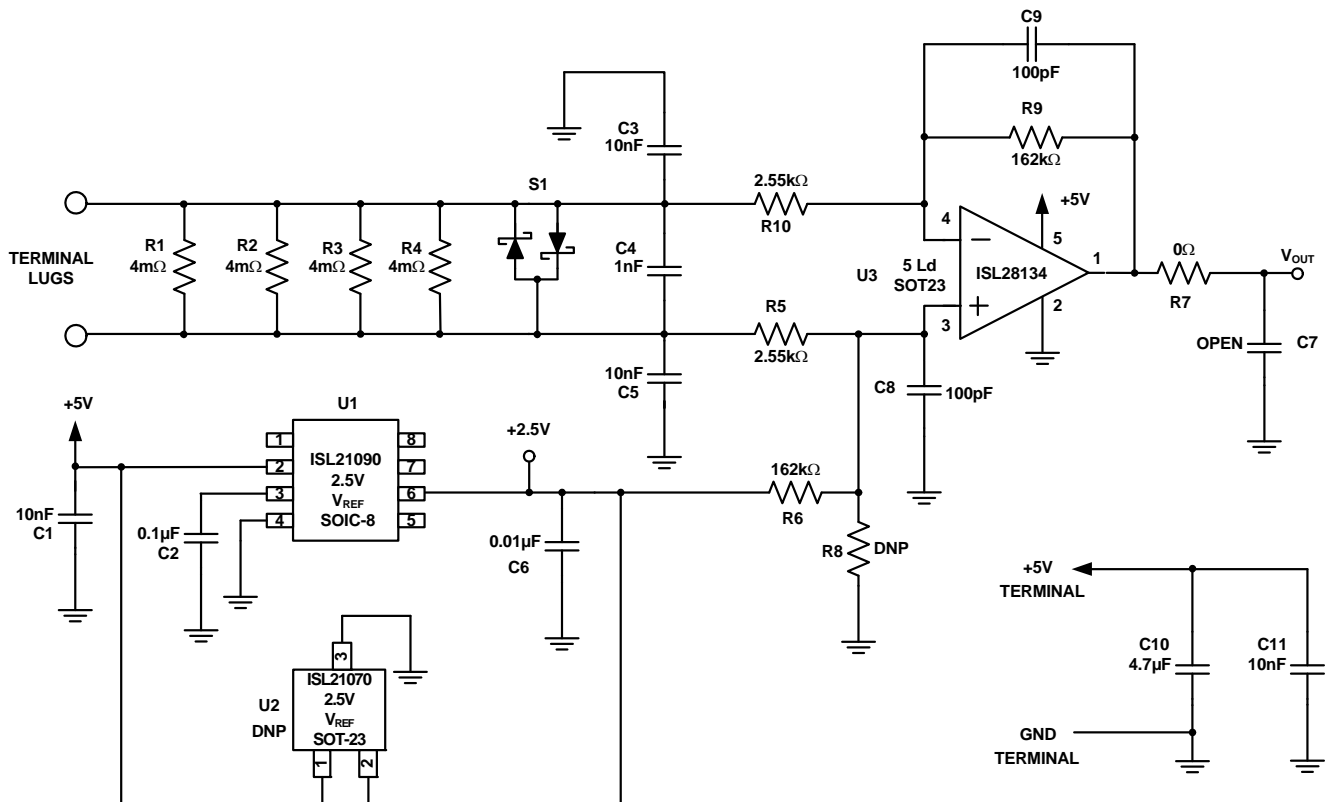 C9
100pF
R9
162kΩ
C3
10nF
S1
2.55kΩ
R10
+5V
4
5
TERMINAL
LUGS
R1
4mΩ
R2
4mΩ
R3
4mΩ
R4
4mΩ
C4
1nF
U3
5 Ld
SOT23
ISL28134
1
0Ω
R7
VOUT
R5
2.55kΩ
3
2
OPEN
C7
10nF
C5
C8
100pF
+5V
U1
+2.5V
1
2
3
4
ISL21090
2.5V
VREF
SOIC-8
8
7
6
5
162kΩ
R6
10nF
C1
0.1µF
C2
0.01µF
C6
R8
DNP
+5V
TERMINAL
3
U2
DNP
ISL21070
2.5V
VREF
SOT-23
1
2
C10
4.7µF
C11
10nF
GND
TERMINAL